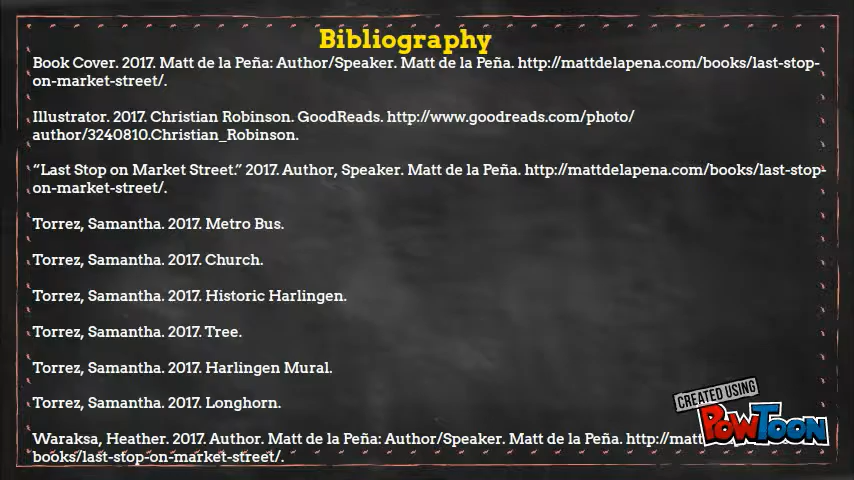 Bibliography
Book Cover. 2017. Matt de la Peña: Author/Speaker. Matt de la Peña. http://mattdelapena.com/books/last-stop-
on-market-street/.
Illustrator. 2017. Christian Robinson. GoodReads. http://www.goodreads.com/photo/
author/3240810.Christian_Robinson.
“Last Stop on Market Street.” 2017. Author, Speaker. Matt de la Peña. http://mattdelapena.com/books/last-stop-
on-market-street/.
Torrez, Samantha. 2017. Metro Bus.
Torrez, Samantha. 2017. Church.
Torrez, Samantha. 2017. Historic Harlingen.
Torrez, Samantha. 2017. Tree.
Torrez, Samantha. 2017. Harlingen Mural.
Torrez, Samantha. 2017. Longhorn.
Waraksa, Heather. 2017. Author. Matt de la Peña: Author/Speaker. Matt de la Peña. http://matt
books/last-stop-on-market-street/.
CREATED USING
POWTOON